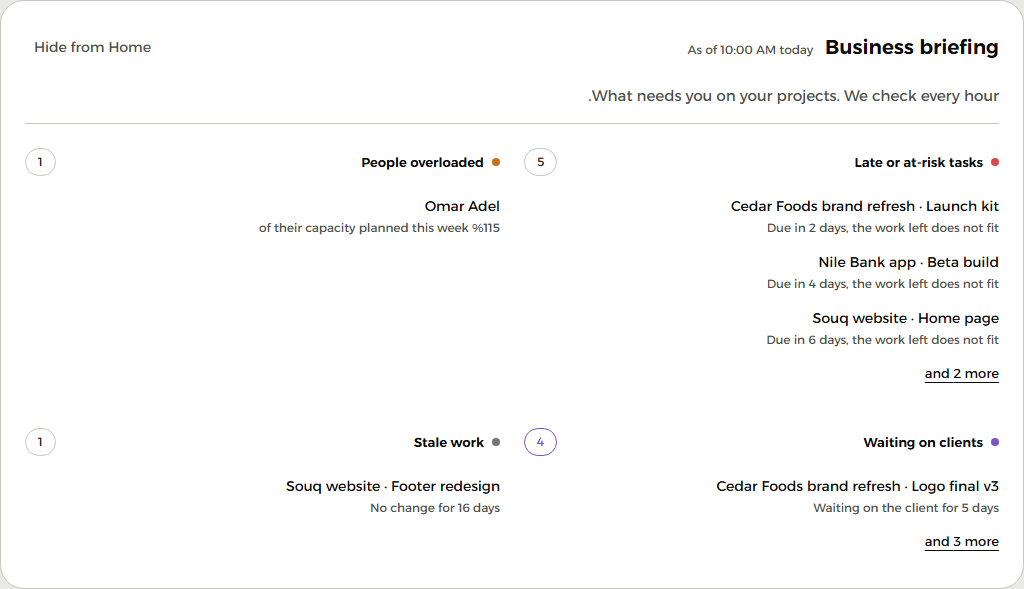 Business briefing As of 10:00 AM today
Hide from Home
.What needs you on your projects. We check every hour
Late or at-risk tasks
5
Cedar Foods brand refresh · Launch kit
Due in 2 days, the work left does not fit
Nile Bank app · Beta build
Due in 4 days, the work left does not fit
Souq website · Home page
Due in 6 days, the work left does not fit
and 2 more
People overloaded
1
Omar Adel
of their capacity planned this week %115
Waiting on clients
4
Cedar Foods brand refresh · Logo final v3
Waiting on the client for 5 days
and 3 more
Stale work
1
Souq website · Footer redesign
No change for 16 days